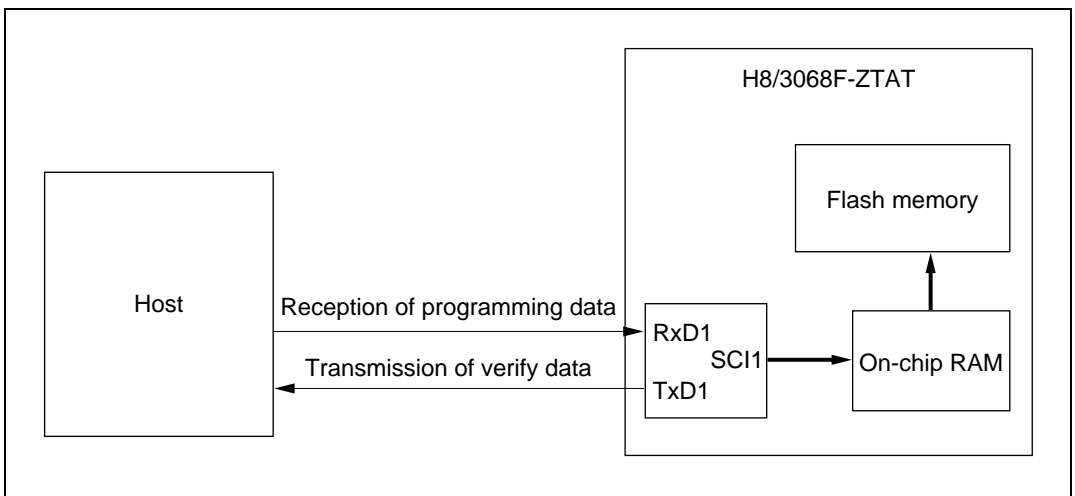 H8/3068F-ZTAT
Flash memory
Host
Reception of programming data
RxD1
SCI1
On-chip RAM
Transmission of verify data
TxD1